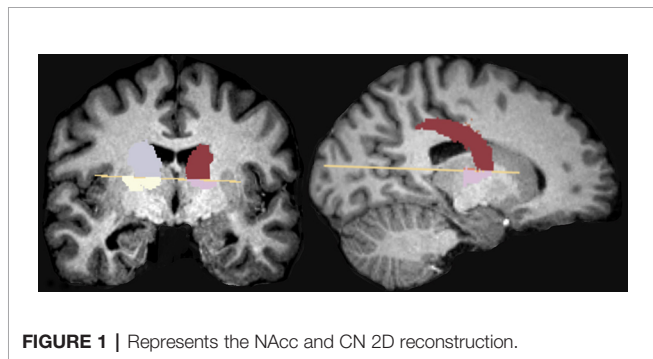 FIGURE 1 | Represents the NAcc and CN 2D reconstruction.